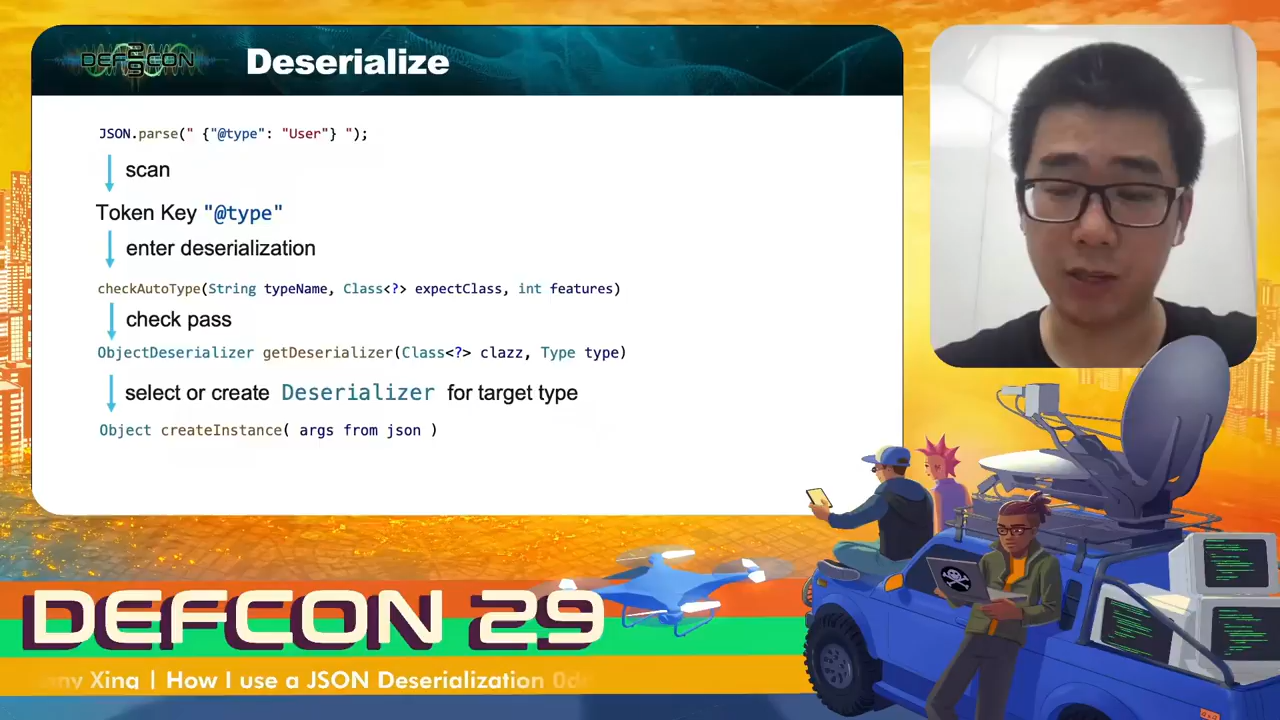 DEFCON
29
Deserialize
JSON.parse(" {"@type": "User"} ");
scan
Token Key "@type"
enter deserialization
checkAutoType(String typeName, Class<?> expectClass, int features)
check pass
ObjectDeserializer getDeserializer(Class<?> clazz, Type type)
select or create Deserializer for target type
Object createInstance( args from json )
DEFCON 29
Xing | How I use a JSON Deserialization